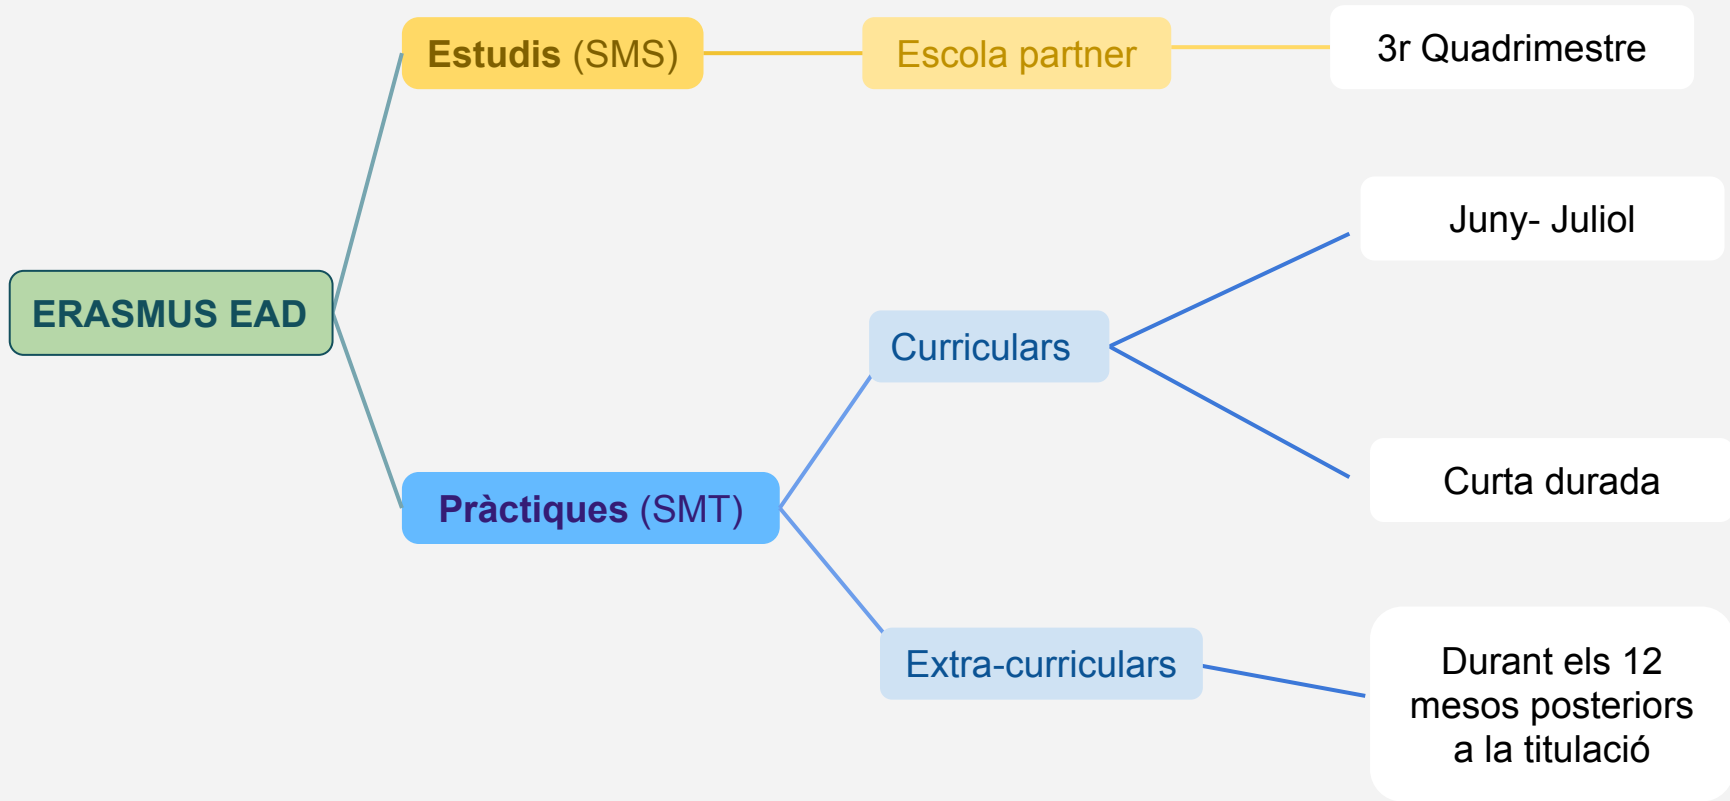 Estudis (SMS)
Escola partner
3r Quadrimestre
Juny- Juliol
ERASMUS EAD
Curriculars
Curta durada
Pràctiques (SMT)
Extra-curriculars
Durant els 12
mesos posteriors
a la titulació